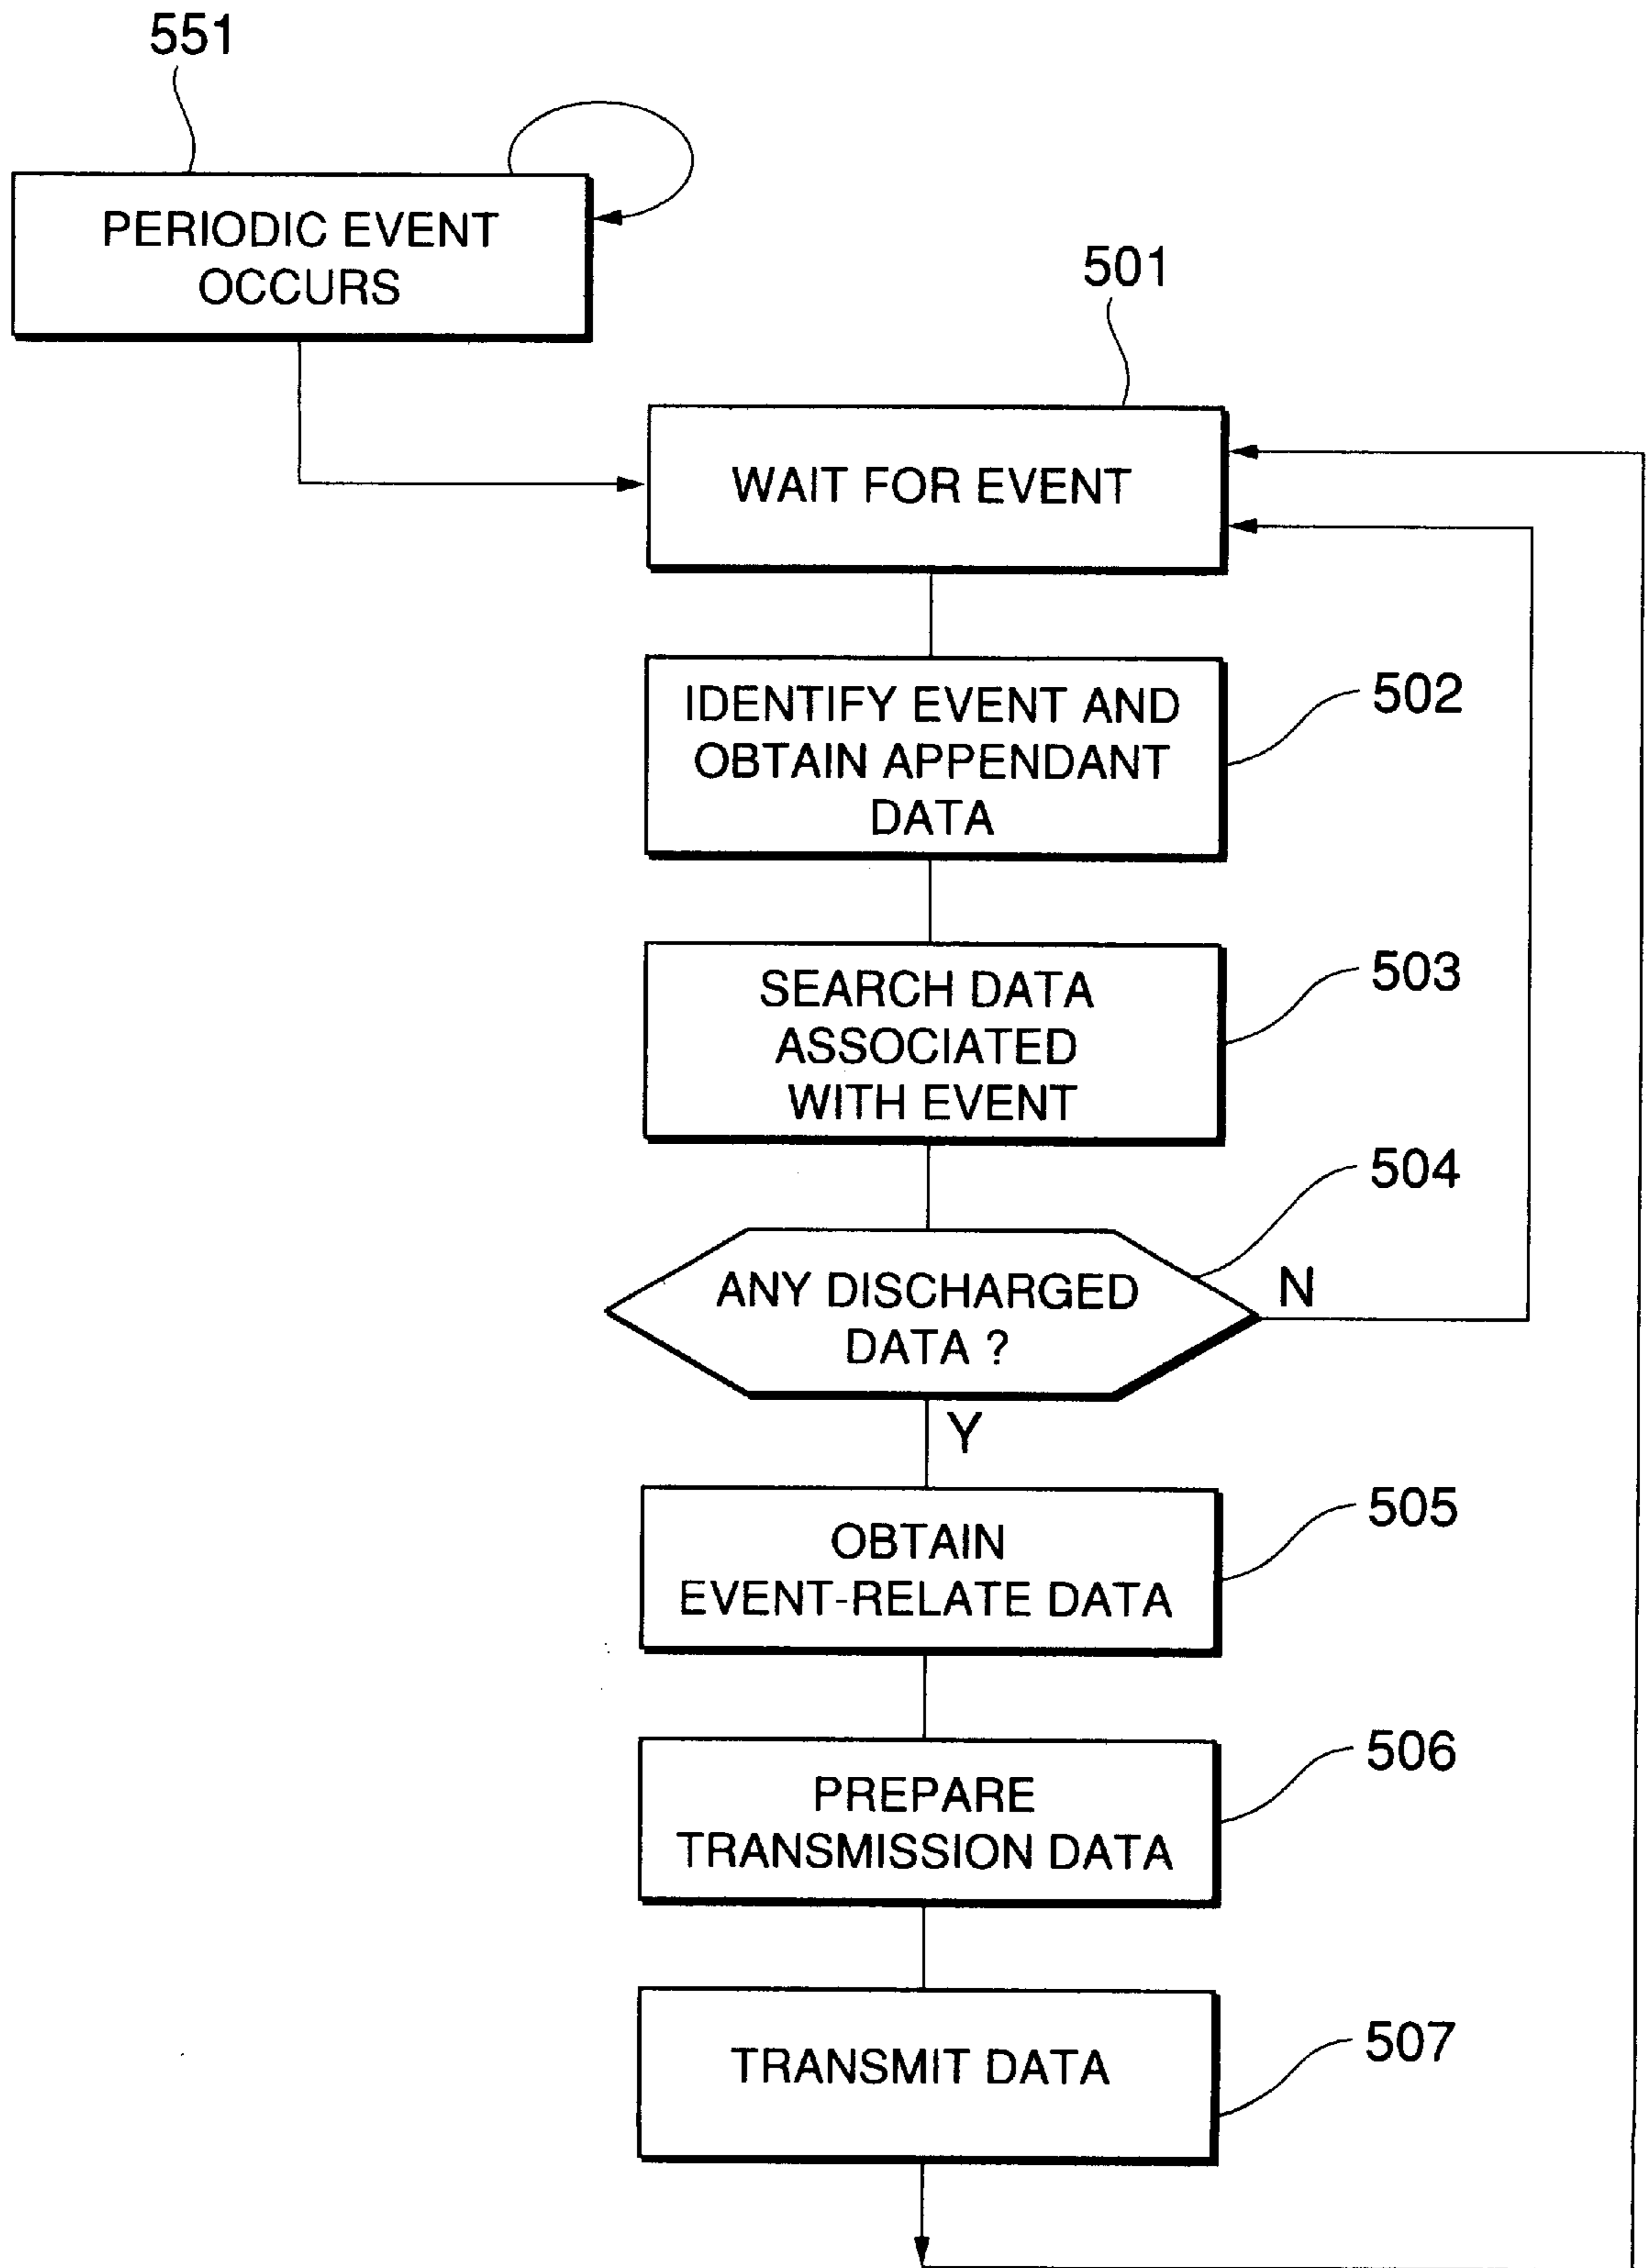 551
PERIODIC EVENT
OCCURS
501
WAIT FOR EVENT
502
IDENTIFY EVENT AND
OBTAIN APPENDANT
DATA
503
SEARCH DATA
ASSOCIATED
WITH EVENT
504
ANY DISCHARGED
DATA ?
N
Y
505
OBTAIN
EVENT-RELATE DATA
506
PREPARE
TRANSMISSION DATA
507
TRANSMIT DATA